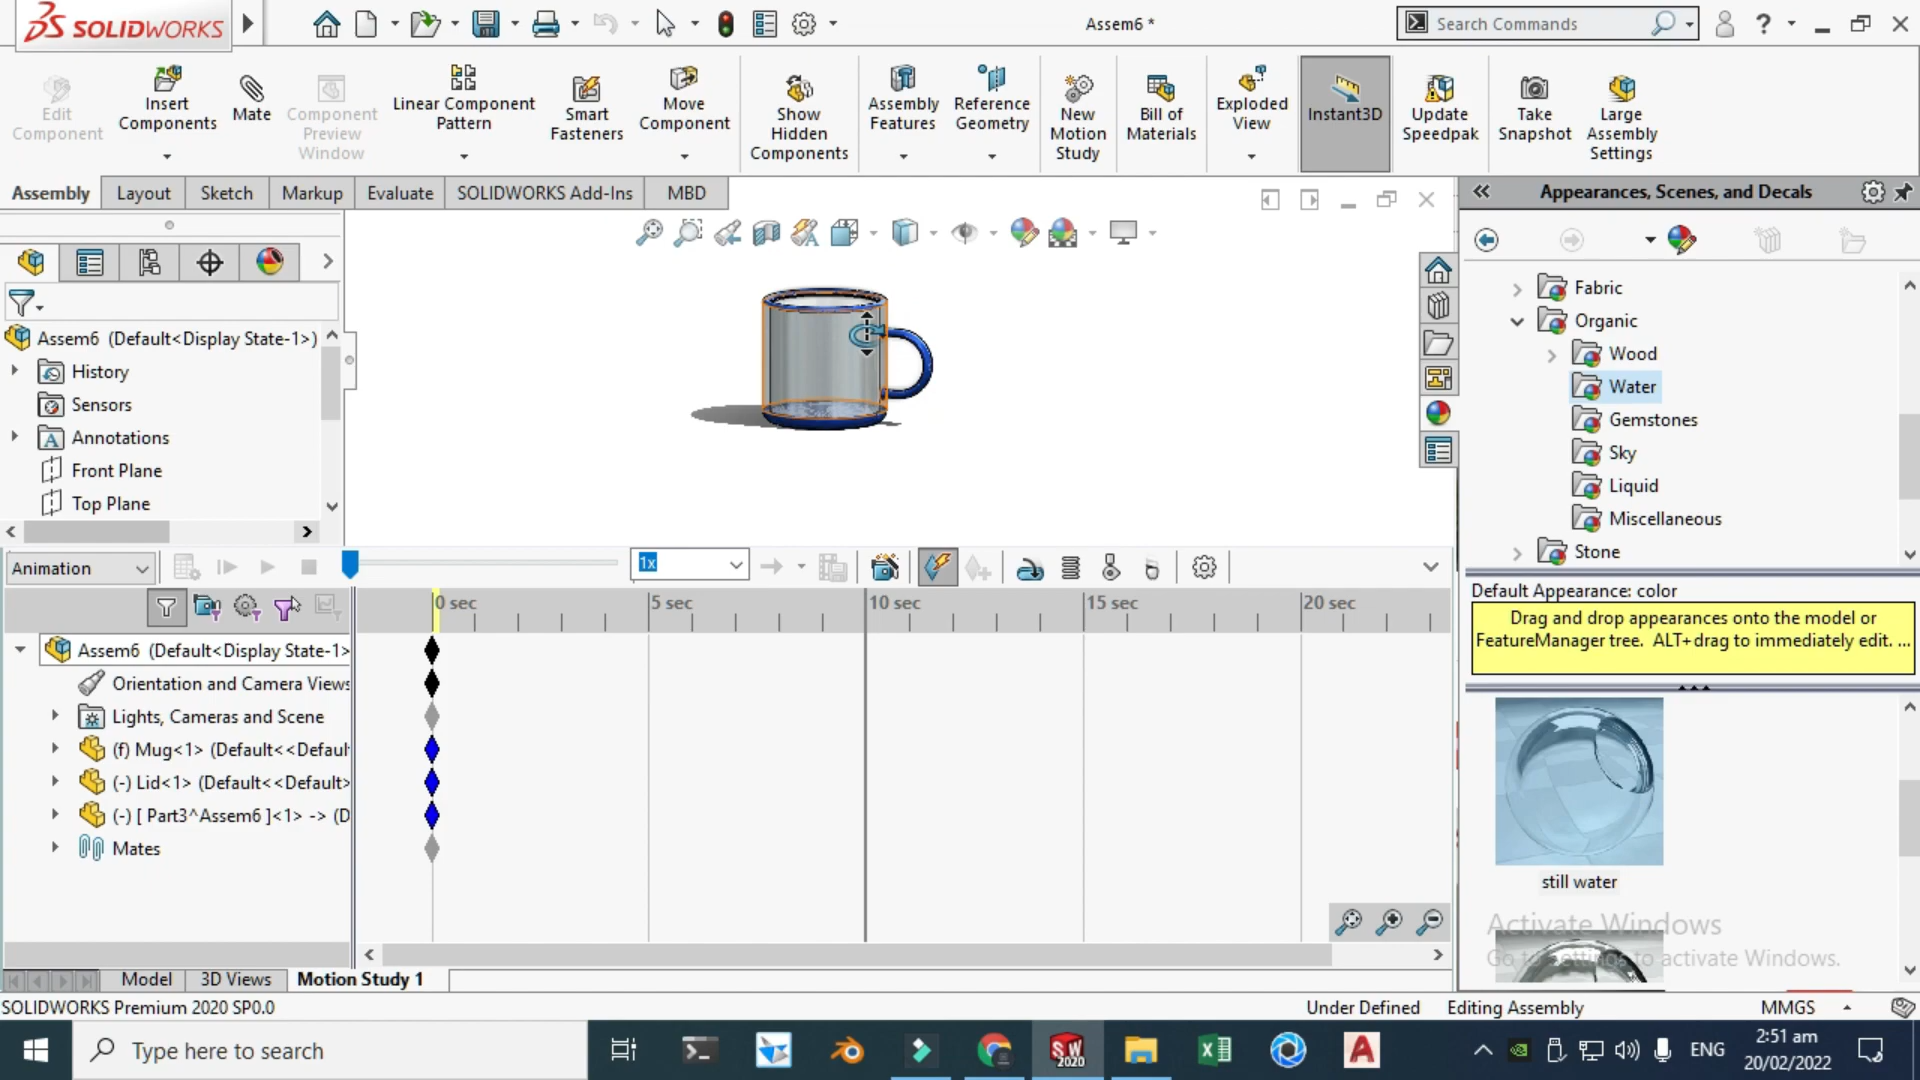 SOLIDWORKS
Assem6 *
Search Commands
Edit
Component
Insert
Components
Mate
Component
Preview
Window
Linear Component
Pattern
Smart
Fasteners
Move
Component
Show
Hidden
Components
Assembly
Features
Reference
Geometry
New
Motion
Study
Bill of
Materials
Exploded
View
Instant3D
Update
Speedpak
Take
Snapshot
Large
Assembly
Settings
Assembly
Layout
Sketch
Markup
Evaluate
SOLIDWORKS Add-Ins
MBD
Appearances, Scenes, and Decals
Assem6 (Default<Display State-1>)
History
Sensors
Annotations
Front Plane
Top Plane
Fabric
Organic
Wood
Water
Gemstones
Sky
Liquid
Miscellaneous
Stone
Default Appearance: color
Drag and drop appearances onto the model or
FeatureManager tree. ALT+drag to immediately edit. ...
still water
Animation
1x
0 sec
5 sec
10 sec
15 sec
20 sec
Assem6 (Default<Display State-1>
Orientation and Camera Views
Lights, Cameras and Scene
(f) Mug<1> (Default<<Defaul
(-) Lid<1> (Default<<Default>
(-) [ Part3^Assem6 ]<1> -> (D
Mates
Activate Windows
Go to Settings to activate Windows.
Model
3D Views
Motion Study 1
SOLIDWORKS Premium 2020 SP0.0
Under Defined
Editing Assembly
MMGS
Type here to search
SW
2020
ENG
2:51 am
20/02/2022